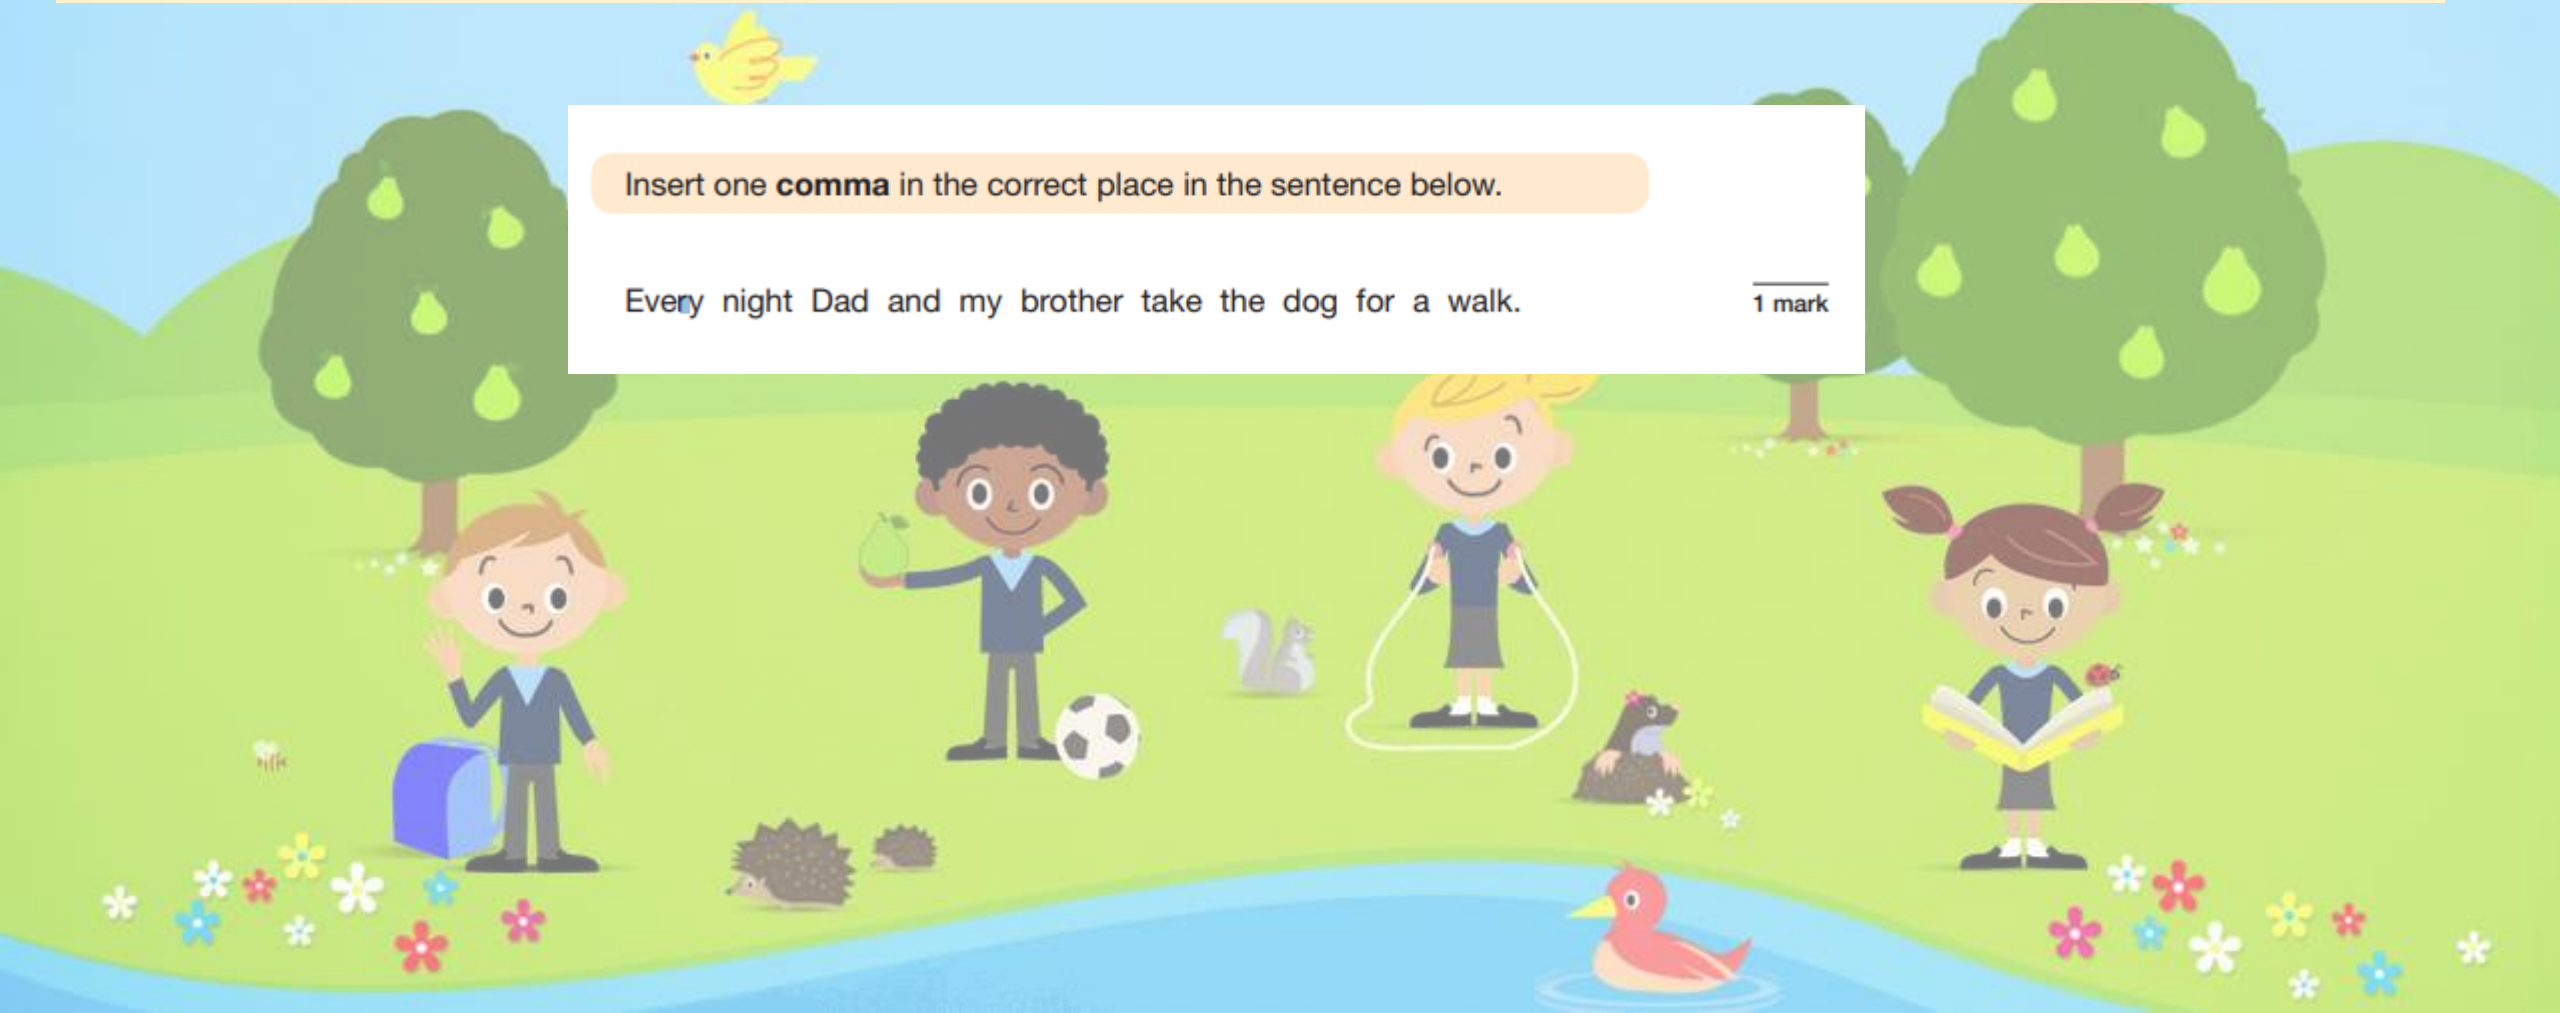 Insert one comma in the correct place in the sentence below.
Every night Dad and my brother take the dog for a walk.
1 mark